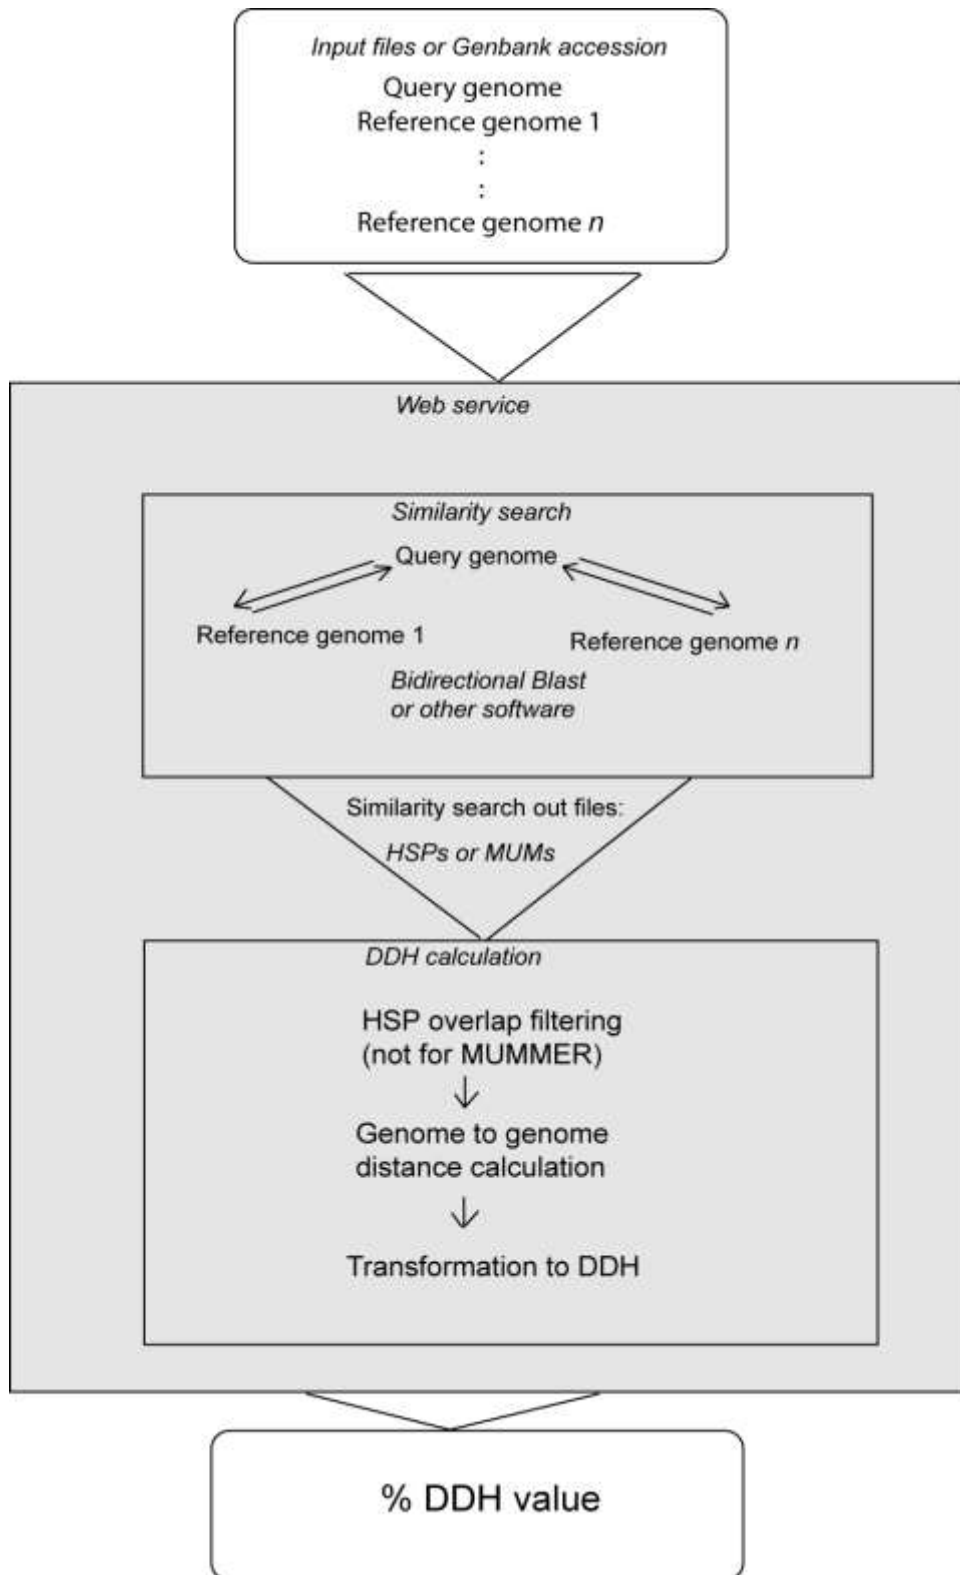 Input files or Genbank accession
Query genome
Reference genome 1
:
:
Reference genome n
Web service
Similarity search
Query genome
Reference genome 1
Reference genome n
Bidirectional Blast
or other software
Similarity search out files:
HSPs or MUMs
DDH calculation
HSP overlap filtering
(not for MUMMER)
Genome to genome
distance calculation
Transformation to DDH
% DDH value